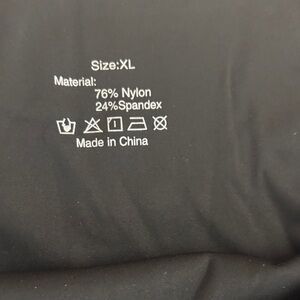 Size:XL
Material:
76% Nylon
24%Spandex
Made in China